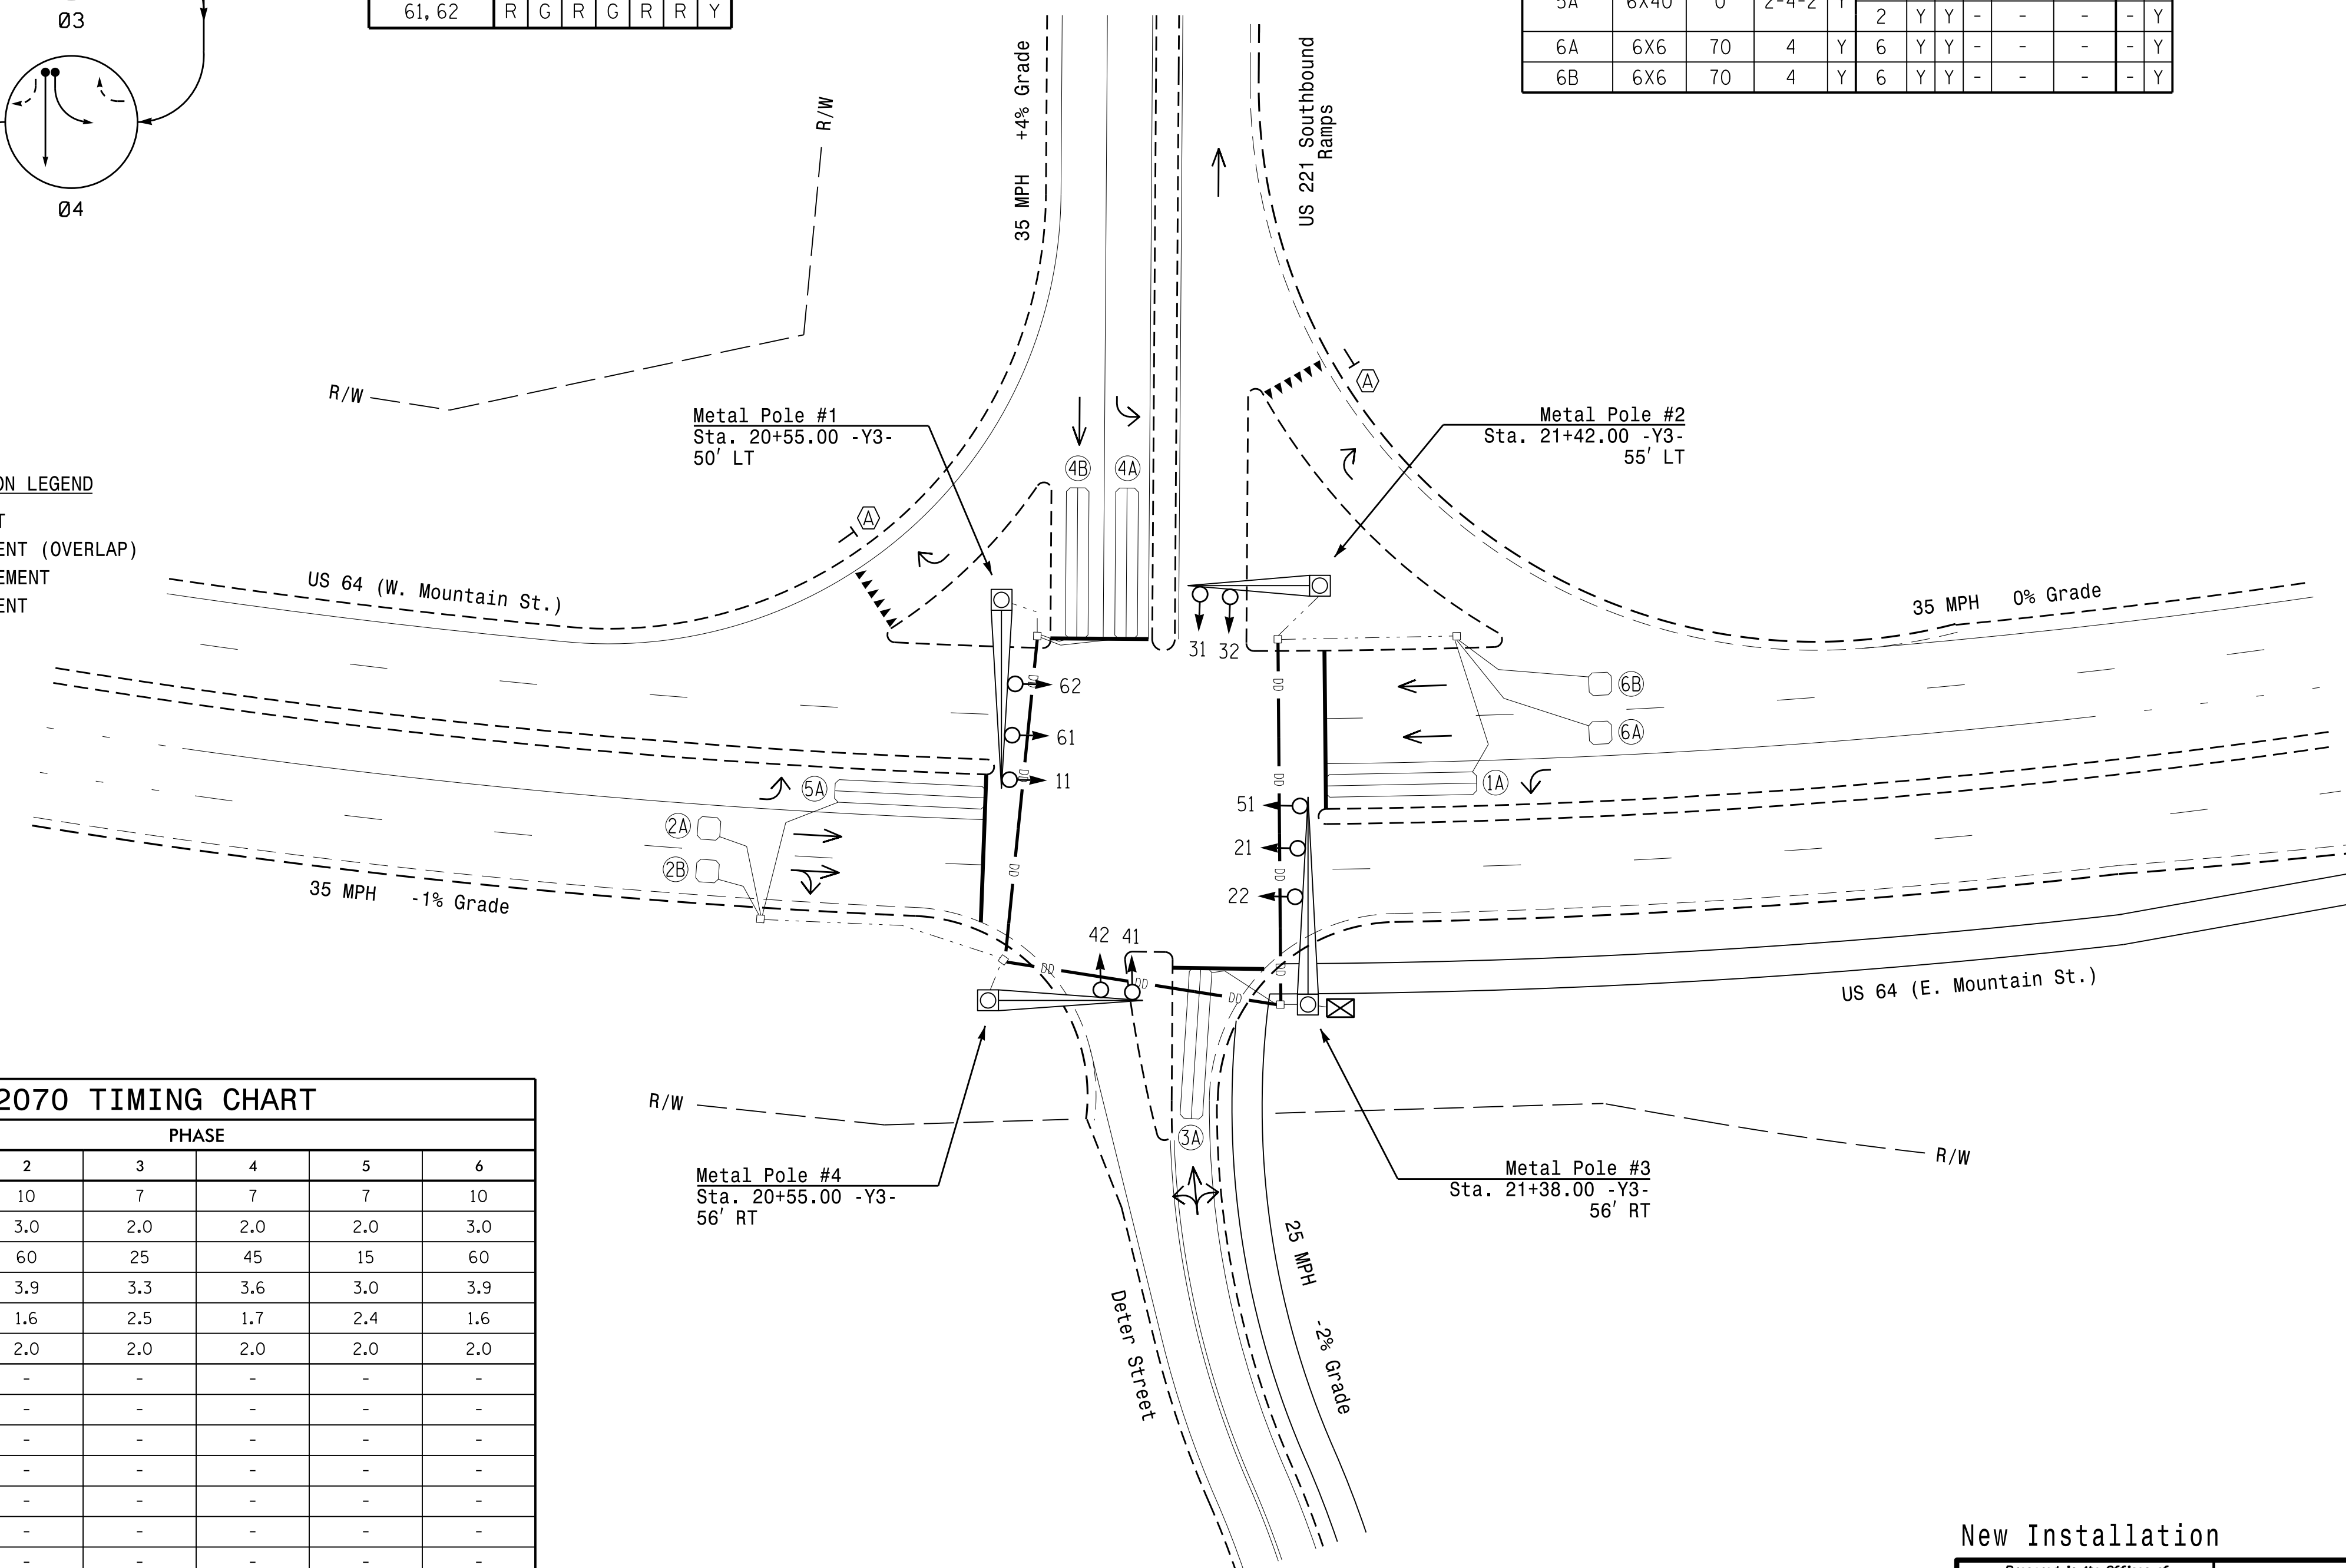 Ø3
Ø4
61,62 R G R G R R Y
5A 6X40 0 2-4-2 Y
2 Y Y - - - - Y
6A 6X6 70 4 Y 6 Y Y - - - - Y
6B 6X6 70 4 Y 6 Y Y - - - - Y
35 MPH +4% Grade
US 221 Southbound
Ramps
R/W
R/W
A
A
Metal Pole #1
Sta. 20+55.00 -Y3-
50' LT
Metal Pole #2
Sta. 21+42.00 -Y3-
55' LT
4B
4A
ON LEGEND
T
ENT (OVERLAP)
EMENT
ENT
US 64 (W. Mountain St.)
35 MPH 0% Grade
31 32
62
61
11
6B
6A
5A
1A
51
21
22
2A
2B
35 MPH -1% Grade
42 41
US 64 (E. Mountain St.)
2070 TIMING CHART
PHASE
2 3 4 5 6
10 7 7 7 10
3.0 2.0 2.0 2.0 3.0
60 25 45 15 60
3.9 3.3 3.6 3.0 3.9
1.6 2.5 1.7 2.4 1.6
2.0 2.0 2.0 2.0 2.0
- - - - -
- - - - -
- - - - -
- - - - -
- - - - -
- - - - -
- - - - -
R/W
R/W
3A
Metal Pole #4
Sta. 20+55.00 -Y3-
56' RT
Metal Pole #3
Sta. 21+38.00 -Y3-
56' RT
25 MPH -2% Grade
Deter Street
New Installation